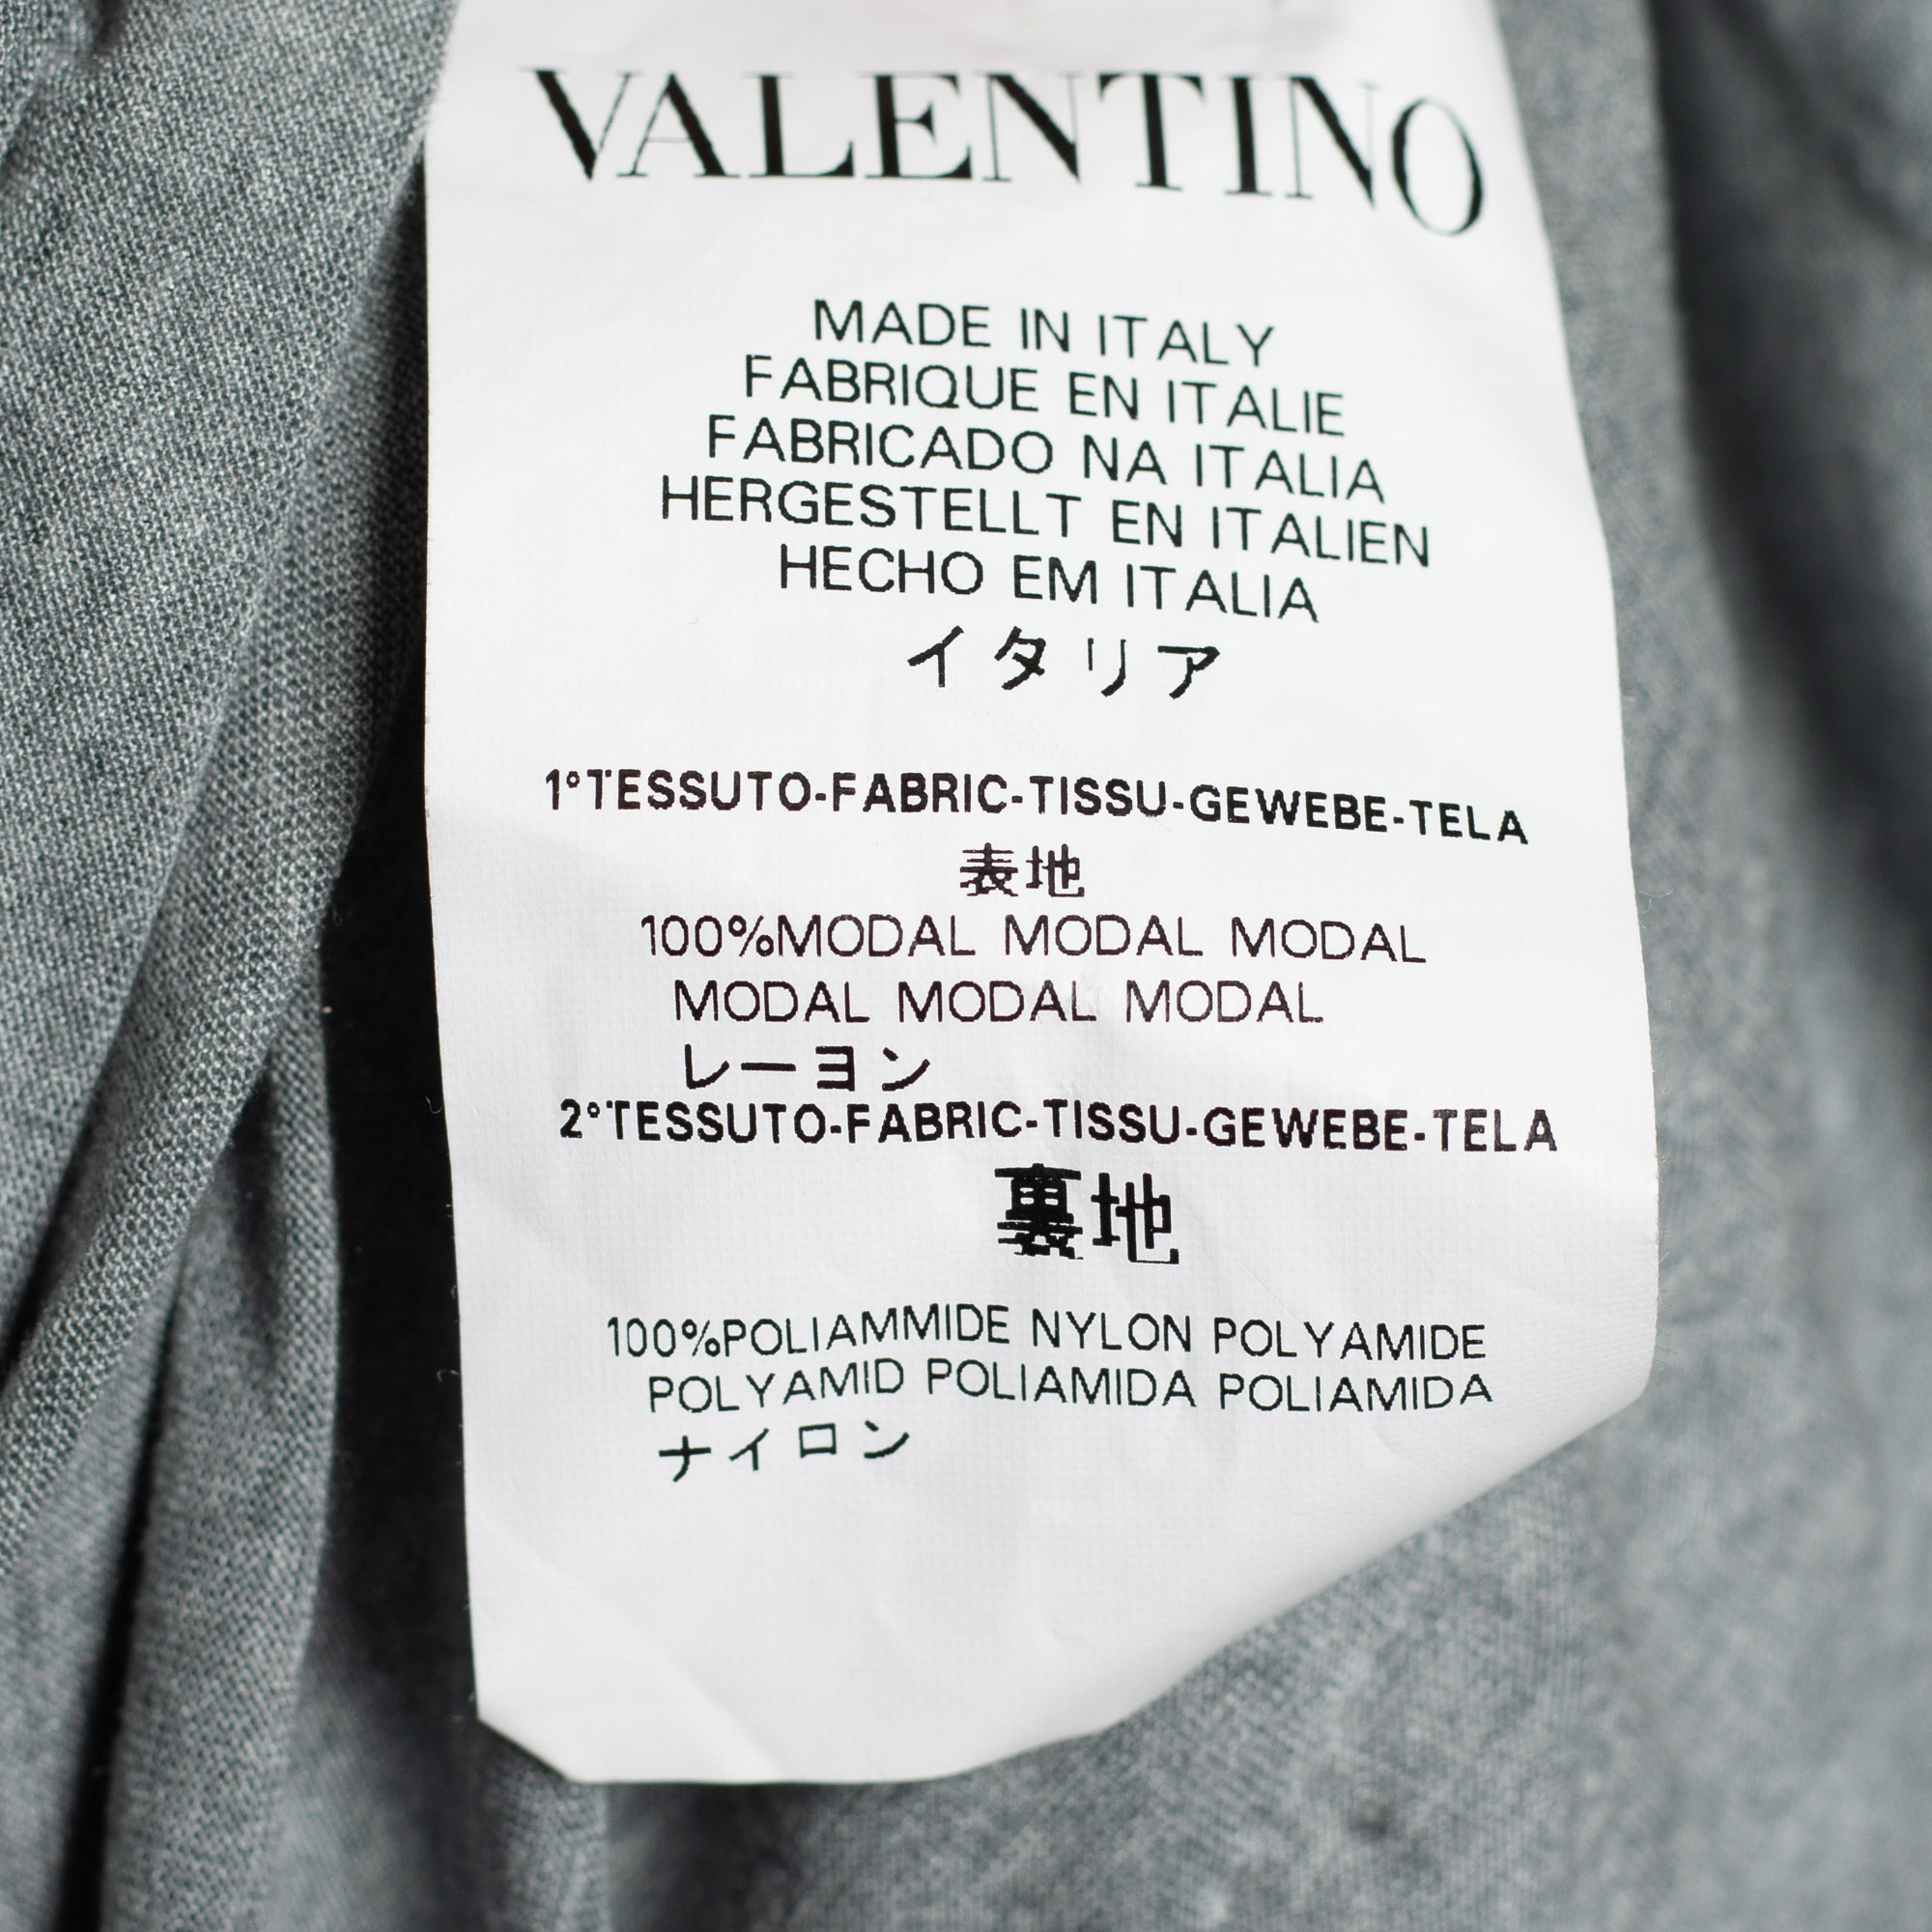 VALENTINO
MADE IN ITALY
FABRIQUE EN ITALIE
FABRICADO NA ITALIA
HERGESTELLT EN ITALIEN
HECHO EM ITALIA
イタリア
1°TESSUTO-FABRIC-TISSU-GEWEBE-TELA
表地
100%MODAL MODAL MODAL
MODAL MODAL MODAL
レーヨン
2°TESSUTO-FABRIC-TISSU-GEWEBE-TELA
裏地
100%POLIAMMIDE NYLON POLYAMIDE
POLYAMID POLIAMIDA POLIAMIDA
ナイロン